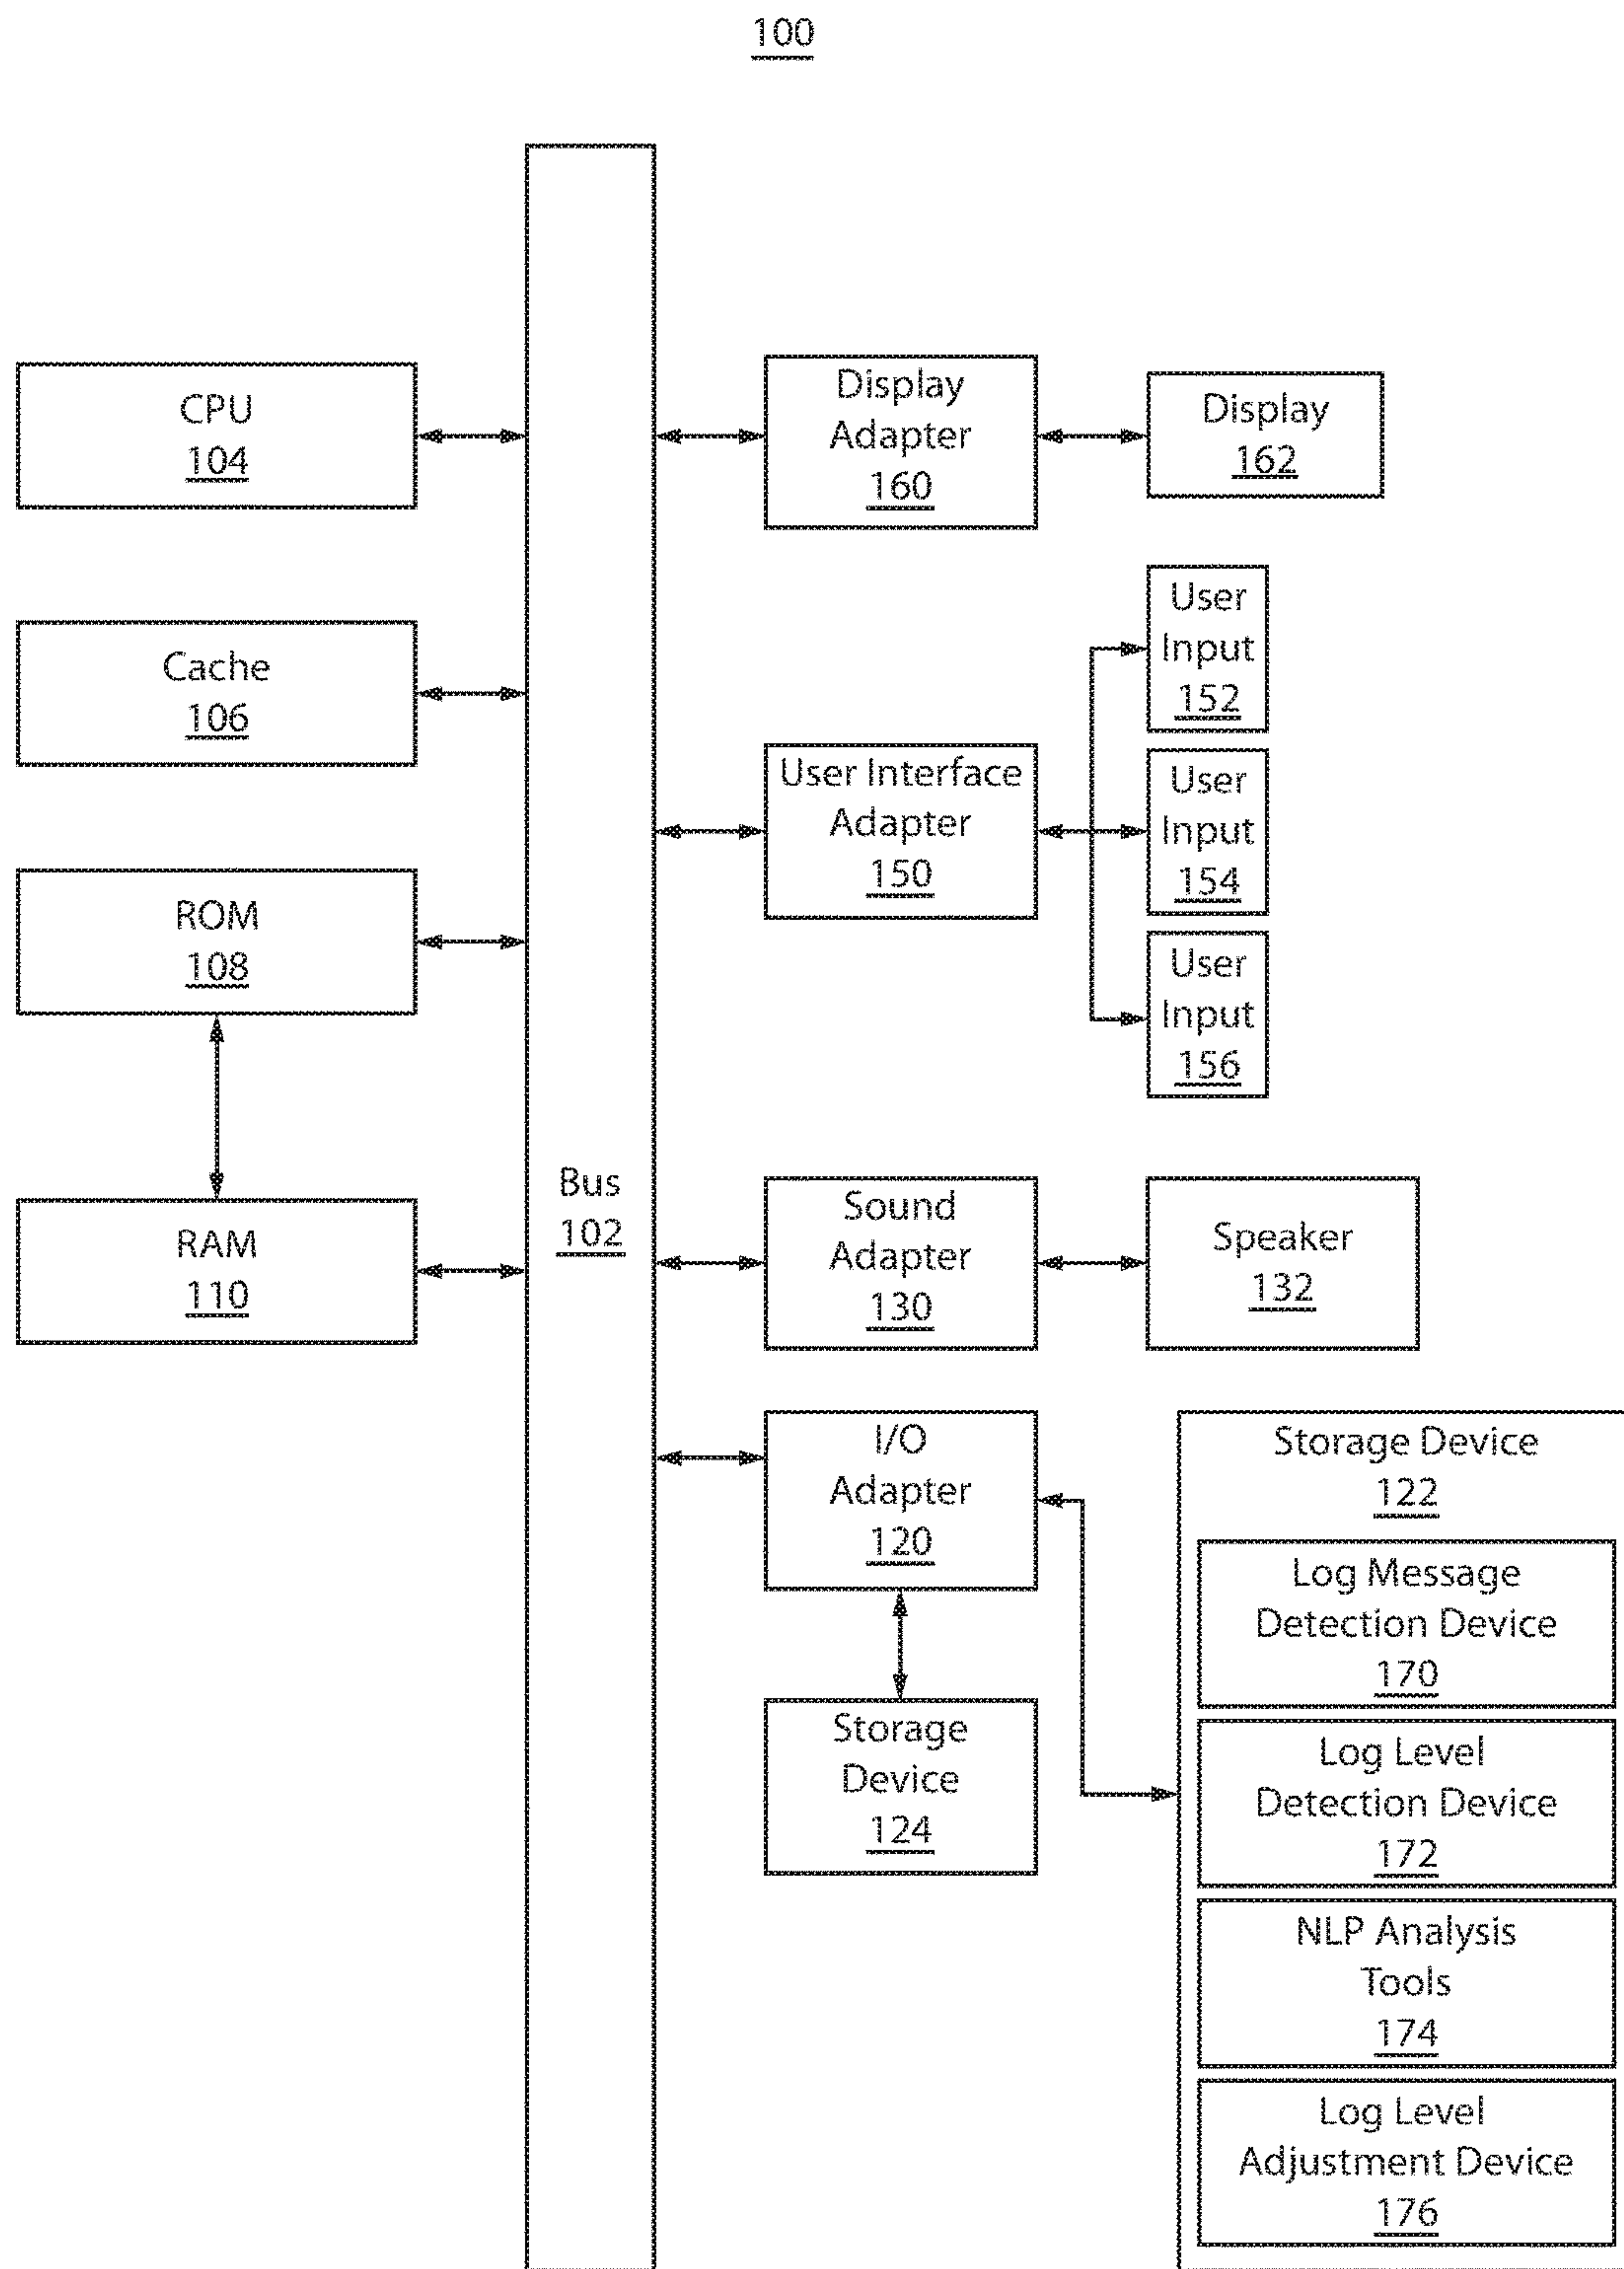 100
CPU
104
Cache
106
ROM
108
RAM
110
Bus
102
Display
Adapter
160
Display
162
User Interface
Adapter
150
User
Input
152
User
Input
154
User
Input
156
Sound
Adapter
130
Speaker
132
I/O
Adapter
120
Storage
Device
124
Storage Device
122
Log Message
Detection Device
170
Log Level
Detection Device
172
NLP Analysis
Tools
174
Log Level
Adjustment Device
176